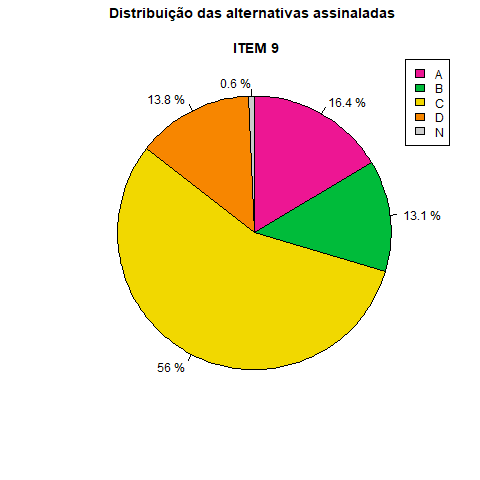 Distribuição das alternativas assinaladas
ITEM 9
0.6 %
13.8 %
16.4 %
13.1 %
56 %
A
B
C
D
N